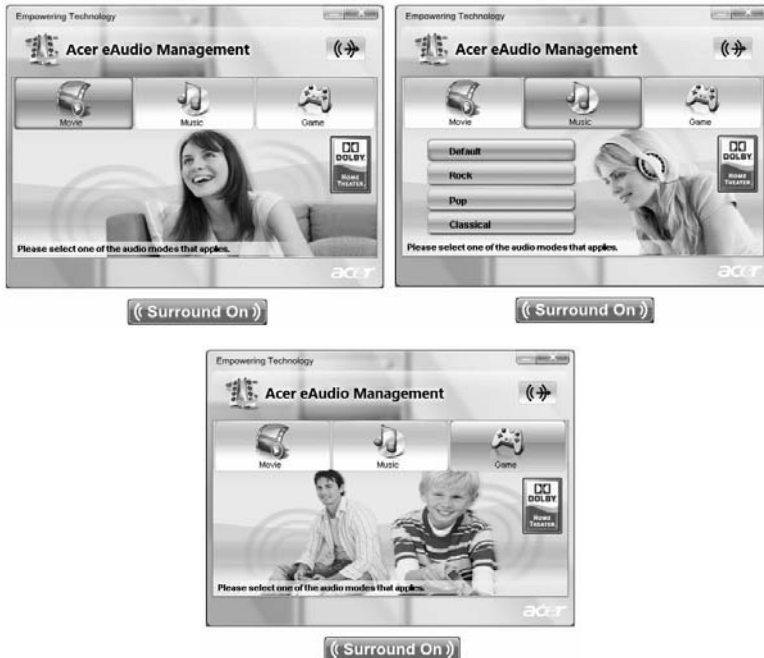 Empowering Technology
Acer eAudio Management
Movie
Music
Game
DOLBY
HOME THEATER
Please select one of the audio modes that apples.
acer
Surround On
Empowering Technology
Acer eAudio Management
Movie
Music
Game
Default
Rock
Pop
Classical
DOLBY
HOME THEATER
Please select one of the audio modes that apples.
acer
Surround On
Empowering Technology
Acer eAudio Management
Movie
Music
Game
DOLBY
HOME THEATER
Please select one of the audio modes that apples.
acer
Surround On